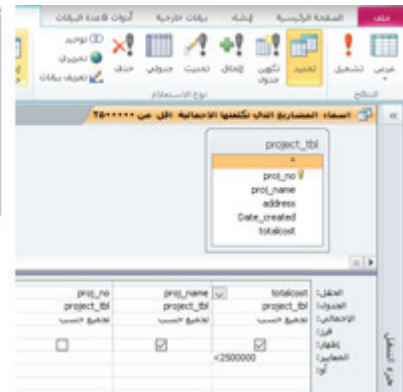 ملف
الصفحة الرئيسية
إنشاء
بيانات خارجية
أدوات قاعدة البيانات
عرض
تشغيل
تحديد
تكوين جدول
إلحاق
تحديث
جدولي
حذف
توحيد
تمريري
تعريف بيانات
النتائج
نوع الاستعلام
اسماء المشاريع التي تكلفتها الاجمالية اقل من ٢٥٠٠٠٠٠
project_tbl
*
proj_no
proj_name
address
Date_created
totalcost
الحقل: totalcost proj_name proj_no
الجدول: project_tbl project_tbl project_tbl
الإجمالي: تجميع حسب تجميع حسب تجميع حسب
فرز:
إظهار:
المعايير: <2500000
أو:
جزء التنقل